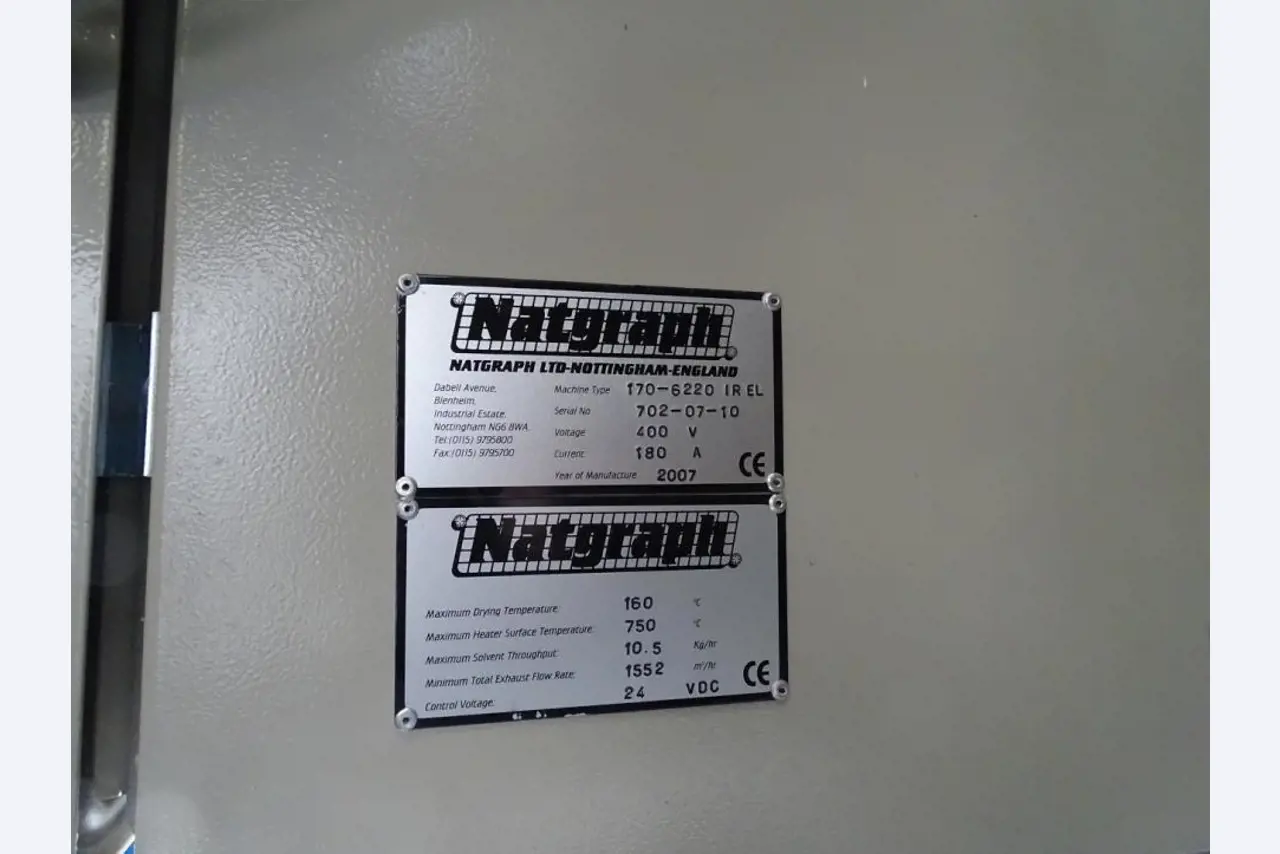 Natgraph
NATGRAPH LTD-NOTTINGHAM-ENGLAND
Dabell Avenue,
Blenheim,
Industrial Estate,
Nottingham NG6 8WA.
Tel:(0115) 9795800
Fax:(0115) 9795700
Machine Type 170-6220 IR EL
Serial No 702-07-10
Voltage 400 V
Current: 180 A
Year of Manufacture 2007
CE
Natgraph
Maximum Drying Temperature: 160 °C
Maximum Heater Surface Temperature: 750 °C
Maximum Solvent Throughput: 10.5 Kg/hr
Minimum Total Exhaust Flow Rate: 1552 m³/hr
Control Voltage: 24 VDC
CE